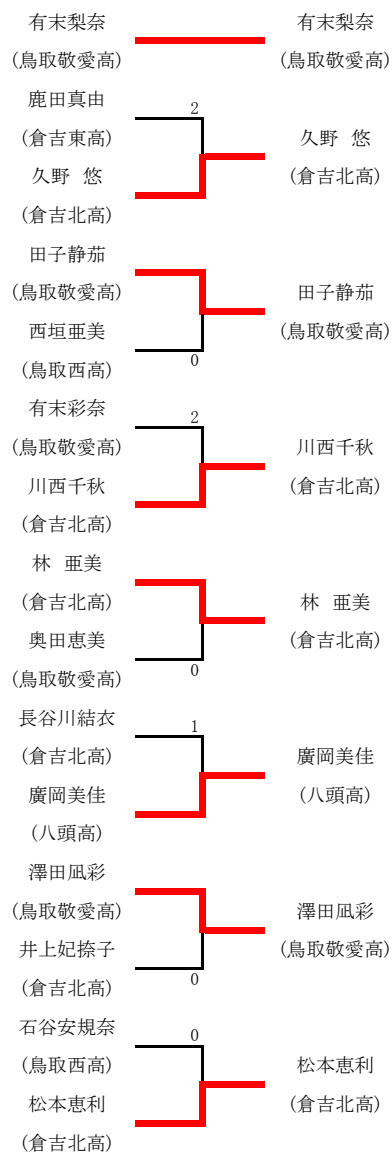 有末梨奈 有末梨奈
(鳥取敬愛高) (鳥取敬愛高)
鹿田真由
2
(倉吉東高) 久野 悠
久野 悠 (倉吉北高)
(倉吉北高)
田子静茄
(鳥取敬愛高) 田子静茄
西垣亜美 (鳥取敬愛高)
(鳥取西高)
0
有末彩奈
2
(鳥取敬愛高) 川西千秋
川西千秋 (倉吉北高)
(倉吉北高)
林 亜美
(倉吉北高) 林 亜美
奥田恵美 (倉吉北高)
(鳥取敬愛高)
0
長谷川結衣
1
(倉吉北高) 廣岡美佳
廣岡美佳 (八頭高)
(八頭高)
澤田凪彩
(鳥取敬愛高) 澤田凪彩
井上妃捺子 (鳥取敬愛高)
(倉吉北高)
0
石谷安規奈
0
(鳥取西高) 松本恵利
松本恵利 (倉吉北高)
(倉吉北高)